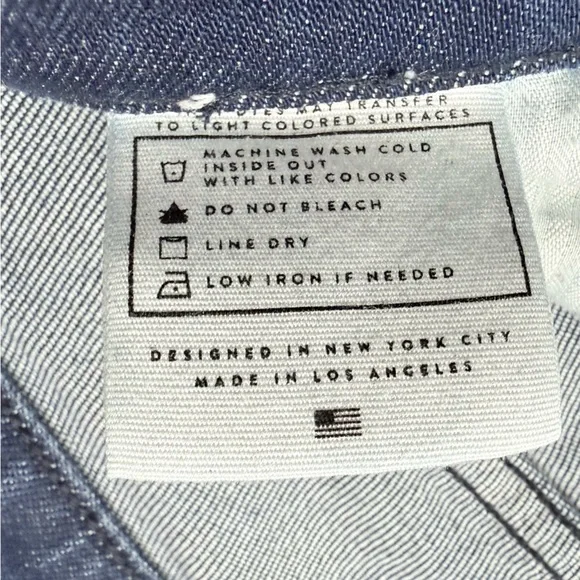 DYES MAY TRANSFER
TO LIGHT COLORED SURFACES
MACHINE WASH COLD
INSIDE OUT
WITH LIKE COLORS
DO NOT BLEACH
LINE DRY
LOW IRON IF NEEDED
DESIGNED IN NEW YORK CITY
MADE IN LOS ANGELES